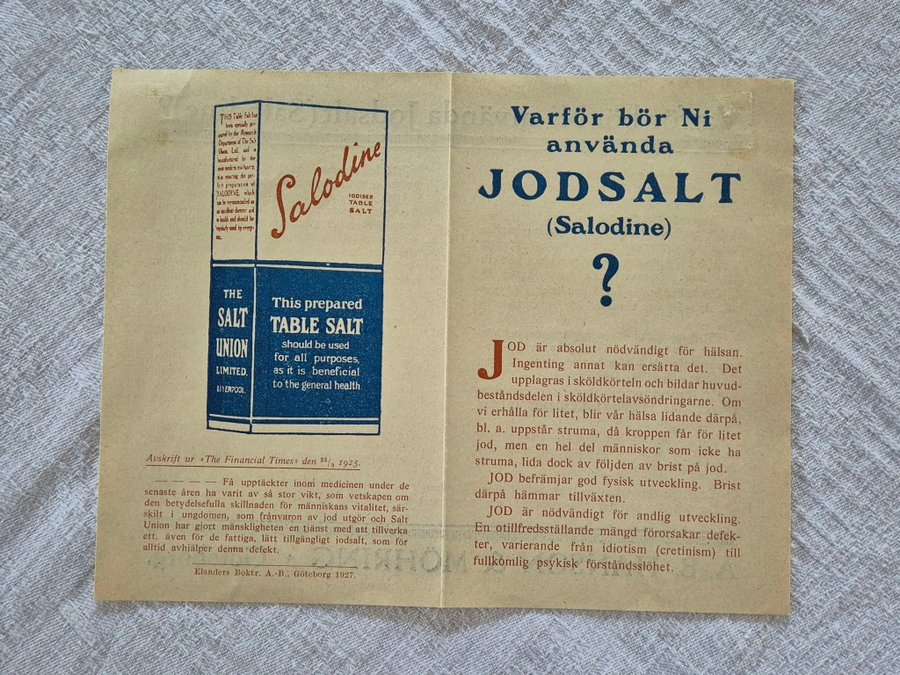 THIS Table Salt has
been specially pre-
pared by the Research
Department of The Salt
Union Ltd. and is
manufactured by the
SALODINE, which
can be recommended as
to health and should be
regularly used by every-
one.
Salodine
IODISED
TABLE
SALT
THE
SALT
UNION
LIMITED.
LIVERPOOL.
This prepared
TABLE SALT
should be used
for all purposes,
as it is beneficial
to the general health
Avskrift ur »The Financial Times» den 25/3 1925.
— — — — Få upptäckter inom medicinen under de
senaste åren ha varit av så stor vikt, som vetskapen om
den betydelsefulla skillnaden för människans vitalitet, sär-
skilt i ungdomen, som frånvaron av jod utgör och Salt
Union har gjort mänskligheten en tjänst med att tillverka
ett, även för de fattiga, lätt tillgängligt jodsalt, som för
alltid avhjälper denna defekt.
Elanders Boktr. A.-B., Göteborg 1927.
Varför bör Ni
använda
JODSALT
(Salodine)
?
JOD är absolut nödvändigt för hälsan.
Ingenting annat kan ersätta det. Det
upplagras i sköldkörteln och bildar huvud-
beståndsdelen i sköldkörtelavsöndringarne. Om
vi erhålla för litet, blir vår hälsa lidande därpå,
bl. a. uppstår struma, då kroppen får för litet
jod, men en hel del människor som icke ha
struma, lida dock av följden av brist på jod.
JOD befrämjar god fysisk utveckling. Brist
därpå hämmar tillväxten.
JOD är nödvändigt för andlig utveckling.
En otillfredsställande mängd förorsakar defek-
ter, varierande från idiotism (cretinism) till
fullkomlig psykisk förståndsslöhet.